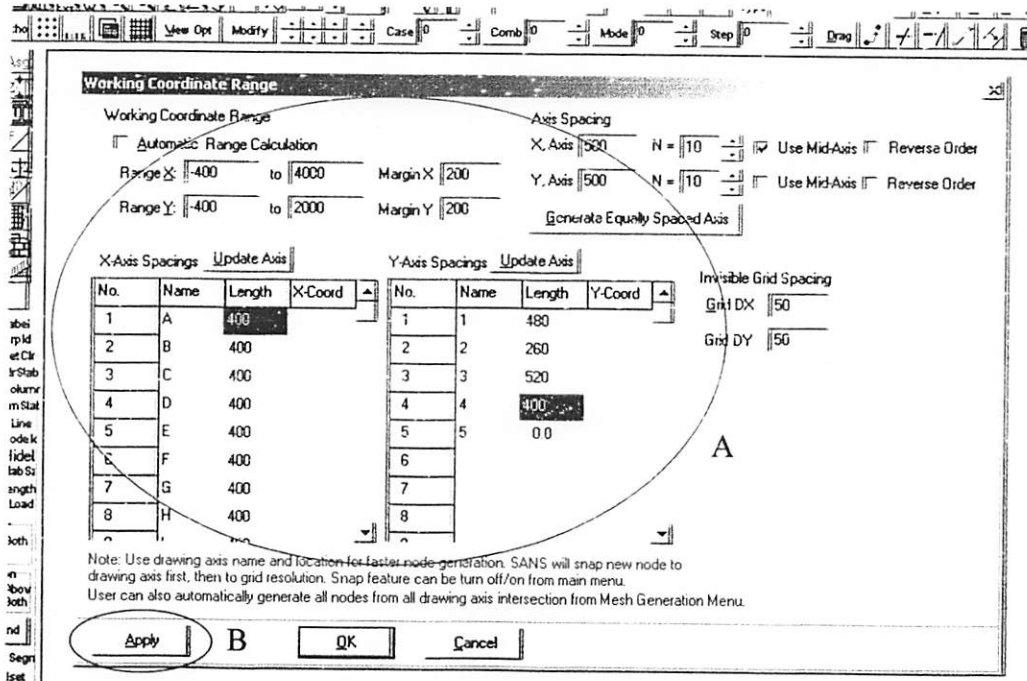 View Opt Modify Case 0 Comb 0 Mode 0 Step 0 Drag
Working Coordinate Range
Working Coordinate Range
Automatic Range Calculation
Range X: -400 to 4000 Margin X 200
Range Y: -400 to 2000 Margin Y 200
Axis Spacing
X, Axis 500 N = 10 Use Mid-Axis Reverse Order
Y, Axis 500 N = 10 Use Mid-Axis Reverse Order
Generate Equally Spaced Axis
X-Axis Spacings Update Axis
No. Name Length X-Coord
1 A 400
2 B 400
3 C 400
4 D 400
5 E 400
6 F 400
7 G 400
8 H 400
Y-Axis Spacings Update Axis
No. Name Length Y-Coord
1 1 480
2 2 260
3 3 520
4 4 400
5 5 0.0
6
7
8
Invisible Grid Spacing
Grid DX 50
Grid DY 50
A
Note: Use drawing axis name and location for faster node generation. SANS will snap new node to
drawing axis first, then to grid resolution. Snap feature can be turn off/on from main menu.
User can also automatically generate all nodes from all drawing axis intersection from Mesh Generation Menu.
Apply B OK Cancel
Line
Load